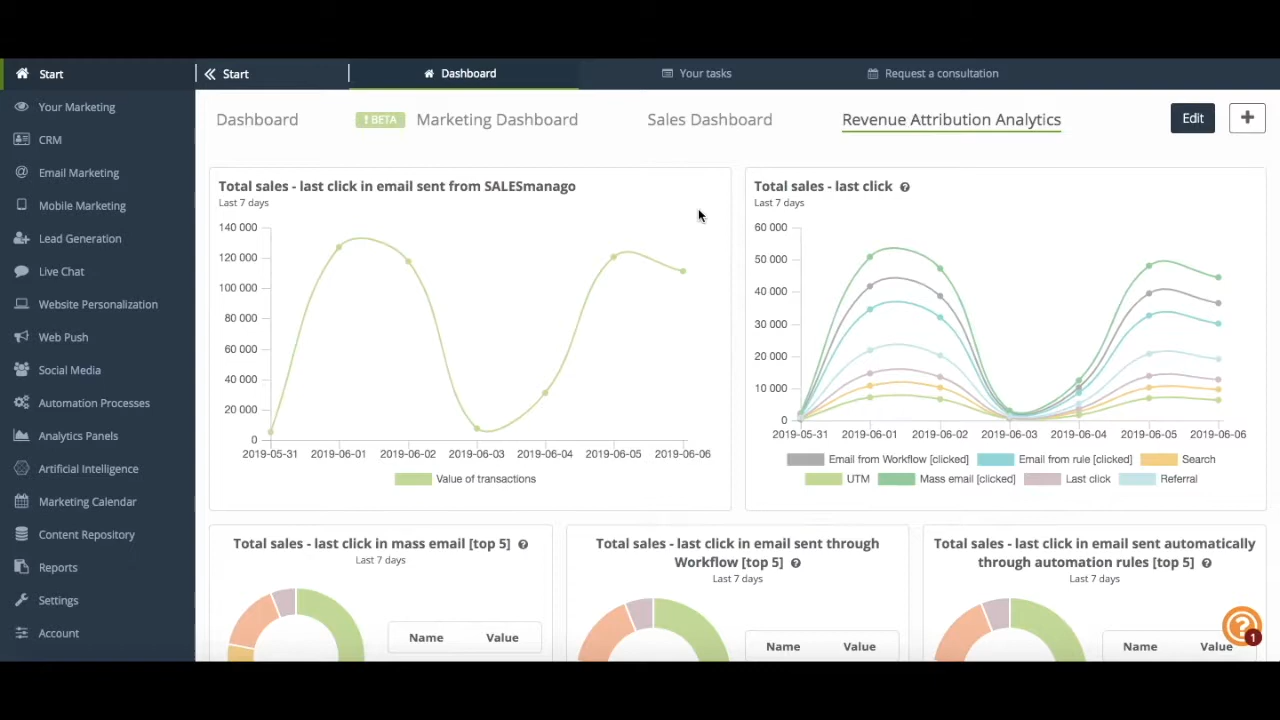 Start
Your Marketing
CRM
Email Marketing
Mobile Marketing
Lead Generation
Live Chat
Website Personalization
Web Push
Social Media
Automation Processes
Analytics Panels
Artificial Intelligence
Marketing Calendar
Content Repository
Reports
Settings
Account
Start
Dashboard
Your tasks
Request a consultation
Dashboard
BETA Marketing Dashboard
Sales Dashboard
Revenue Attribution Analytics
Edit
+
Total sales - last click in email sent from SALESmanago
Last 7 days
140 000
120 000
100 000
80 000
60 000
40 000
20 000
0
2019-05-31 2019-06-01 2019-06-02 2019-06-03 2019-06-04 2019-06-05 2019-06-06
Value of transactions
Total sales - last click ?
Last 7 days
60 000
50 000
40 000
30 000
20 000
10 000
0
2019-05-31 2019-06-01 2019-06-02 2019-06-03 2019-06-04 2019-06-05 2019-06-06
Email from Workflow [clicked] Email from rule [clicked] Search
UTM Mass email [clicked] Last click Referral
Total sales - last click in mass email [top 5] ?
Last 7 days
Name Value
Total sales - last click in email sent through
Workflow [top 5] ?
Last 7 days
Name Value
Total sales - last click in email sent automatically
through automation rules [top 5] ?
Last 7 days
Name Value
?
1